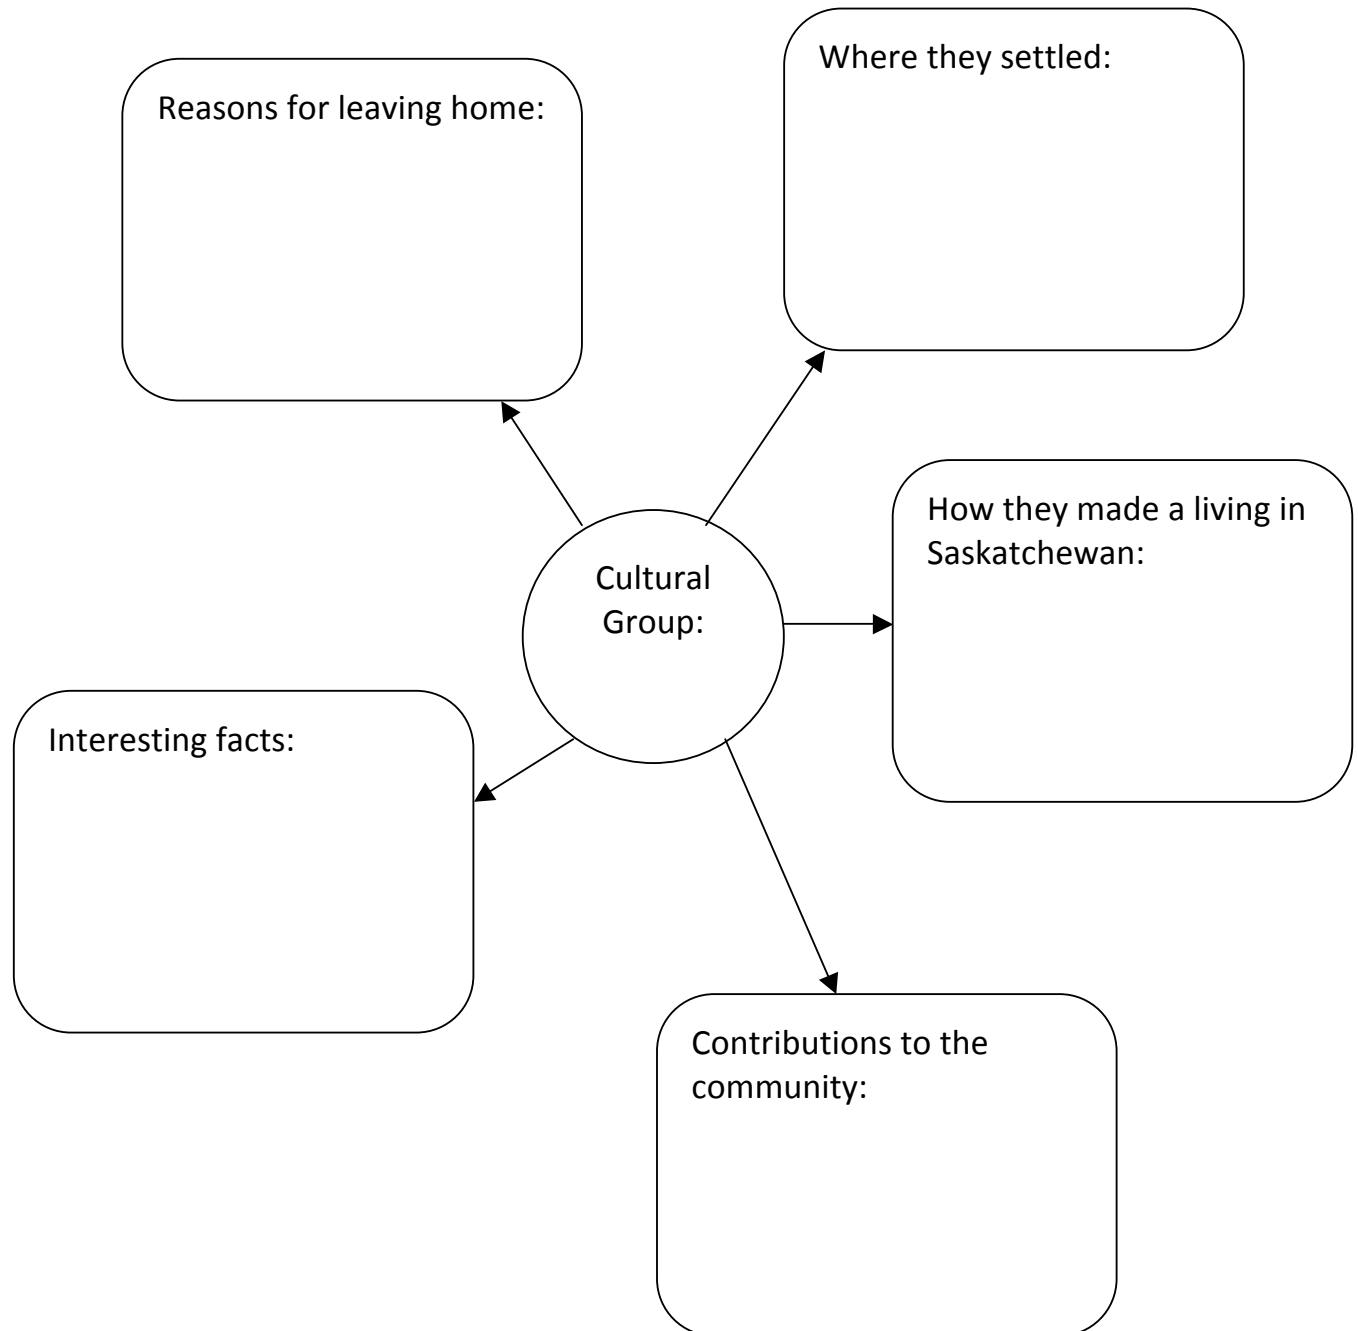 Where they settled:
Reasons for leaving home:
How they made a living in
Saskatchewan:
Cultural
Group:
Interesting facts:
Contributions to the
community: